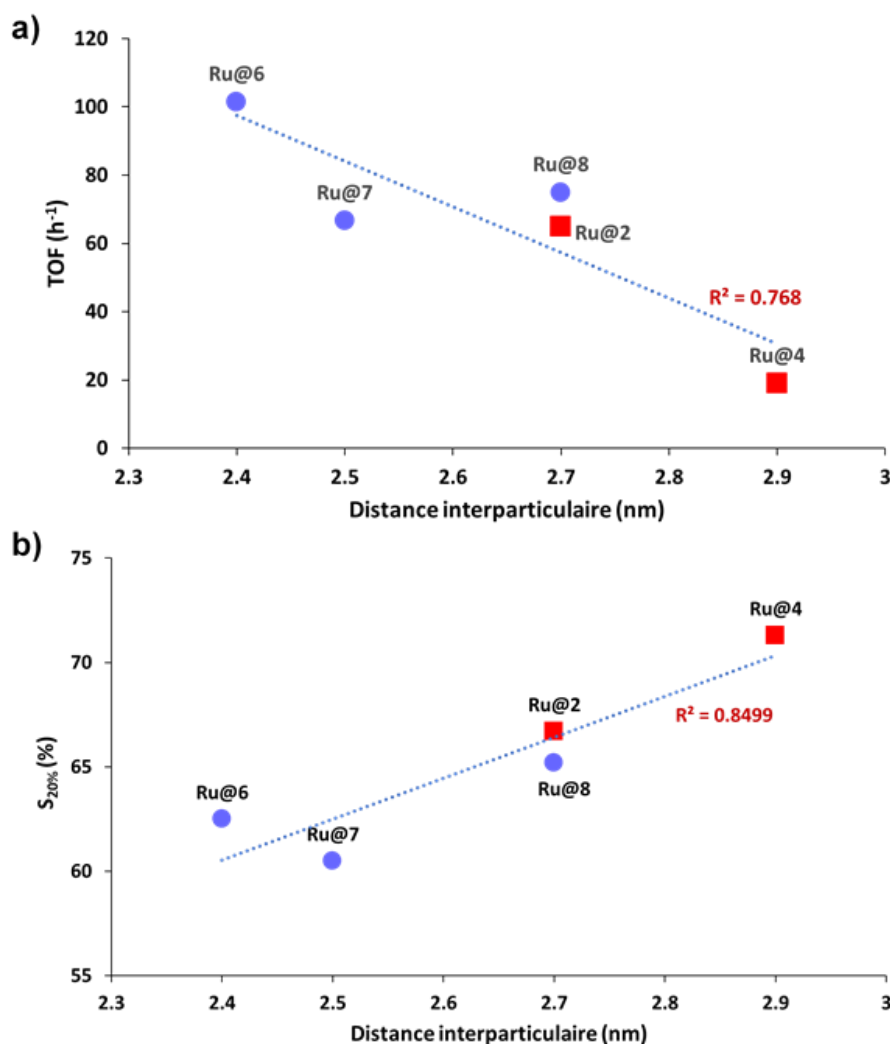 a)
120
100
80
60
40
20
0
TOF (h⁻¹)
Ru@6
Ru@7
Ru@8
Ru@2
R² = 0.768
Ru@4
2.3 2.4 2.5 2.6 2.7 2.8 2.9 3
Distance interparticulaire (nm)
b)
75
70
65
60
55
S₂₀% (%)
Ru@4
Ru@2
R² = 0.8499
Ru@6
Ru@8
Ru@7
2.3 2.4 2.5 2.6 2.7 2.8 2.9 3
Distance interparticulaire (nm)